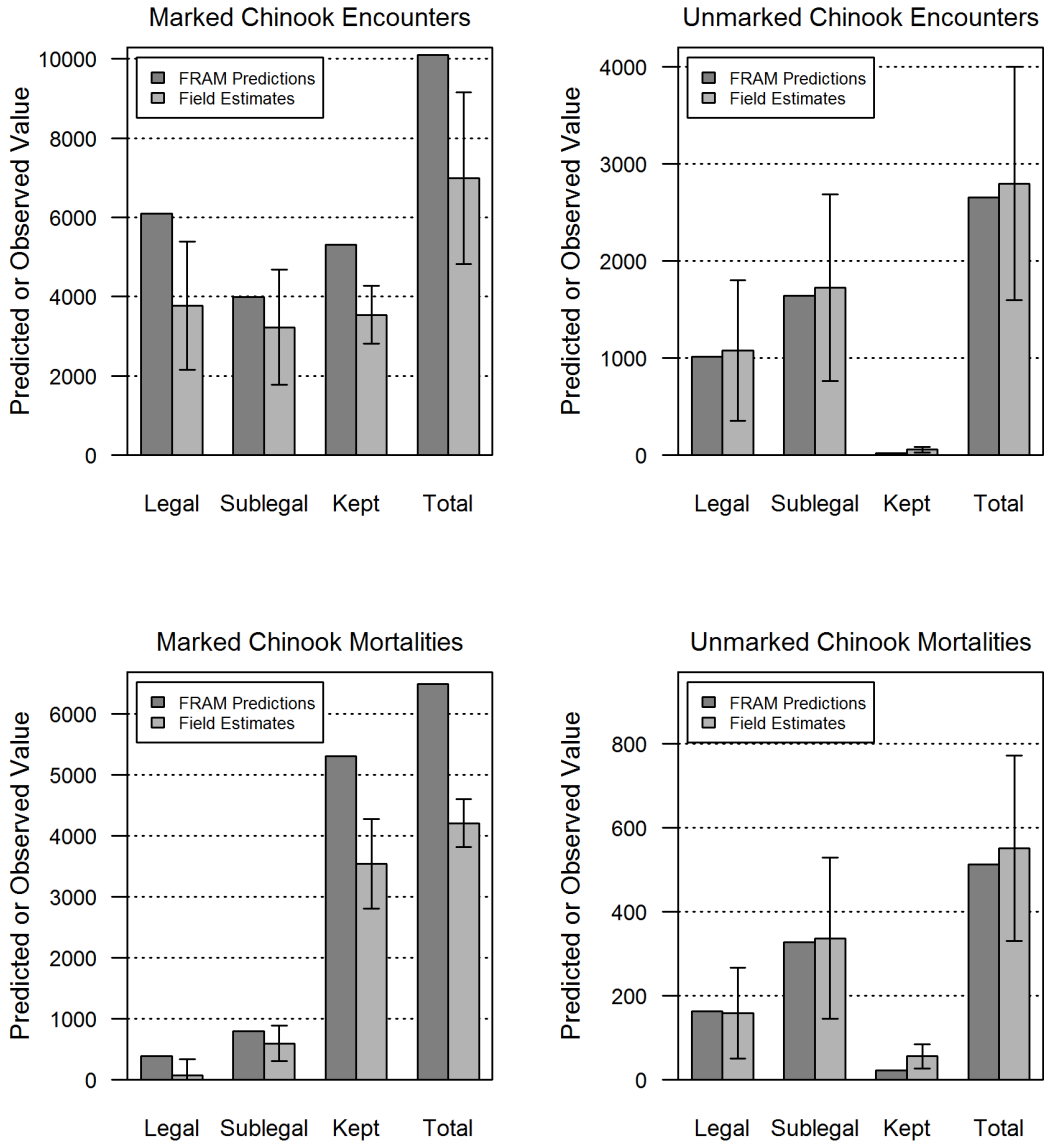 Marked Chinook Encounters
Predicted or Observed Value
10000
8000
6000
4000
2000
0
FRAM Predictions
Field Estimates
Legal Sublegal Kept Total
Unmarked Chinook Encounters
Predicted or Observed Value
4000
3000
2000
1000
0
FRAM Predictions
Field Estimates
Legal Sublegal Kept Total
Marked Chinook Mortalities
Predicted or Observed Value
6000
5000
4000
3000
2000
1000
0
FRAM Predictions
Field Estimates
Legal Sublegal Kept Total
Unmarked Chinook Mortalities
Predicted or Observed Value
800
600
400
200
0
FRAM Predictions
Field Estimates
Legal Sublegal Kept Total